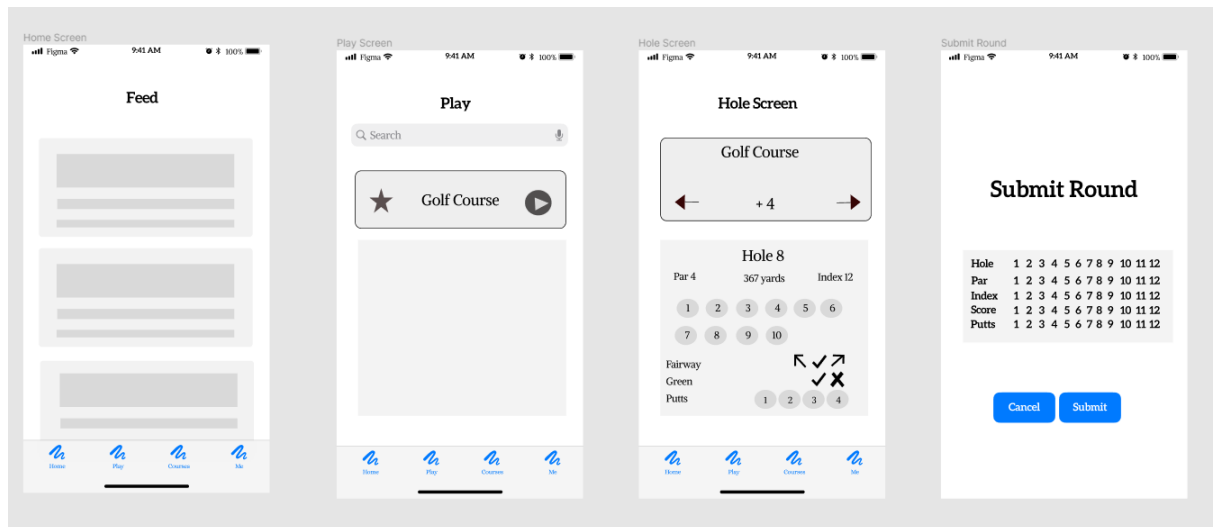 Home Screen
Figma 9:41 AM 100%
Feed
Home Play Courses Me
Play Screen
Figma 9:41 AM 100%
Play
Search
Golf Course
Home Play Courses Me
Hole Screen
Figma 9:41 AM 100%
Hole Screen
Golf Course
+ 4
Hole 8
Par 4 367 yards Index 12
1 2 3 4 5 6
7 8 9 10
Fairway
Green
Putts 1 2 3 4
Home Play Courses Me
Submit Round
Figma 9:41 AM 100%
Submit Round
Hole 1 2 3 4 5 6 7 8 9 10 11 12
Par 1 2 3 4 5 6 7 8 9 10 11 12
Index 1 2 3 4 5 6 7 8 9 10 11 12
Score 1 2 3 4 5 6 7 8 9 10 11 12
Putts 1 2 3 4 5 6 7 8 9 10 11 12
Cancel Submit